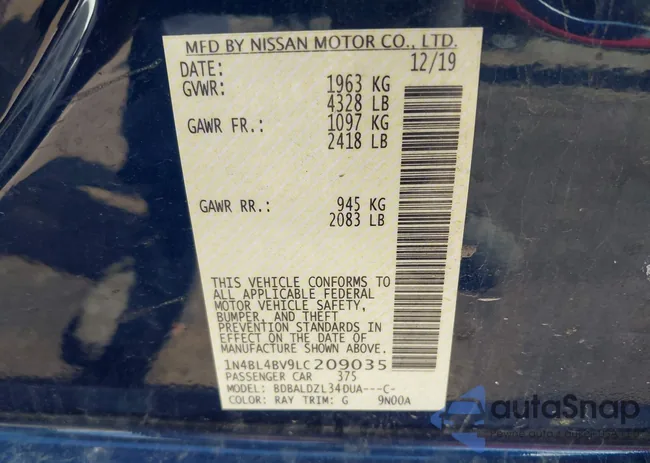 MFD BY NISSAN MOTOR CO., LTD.
DATE: 12/19
GVWR: 1963 KG
4328 LB
GAWR FR.: 1097 KG
2418 LB
GAWR RR.: 945 KG
2083 LB
THIS VEHICLE CONFORMS TO
ALL APPLICABLE FEDERAL
MOTOR VEHICLE SAFETY,
BUMPER, AND THEFT
PREVENTION STANDARDS IN
EFFECT ON THE DATE OF
MANUFACTURE SHOWN ABOVE.
1N4BL4BV9LC209035
PASSENGER CAR 375
MODEL: BDBALDZL34DUA---C-
COLOR: RAY TRIM: G 9N00A
autoSnap